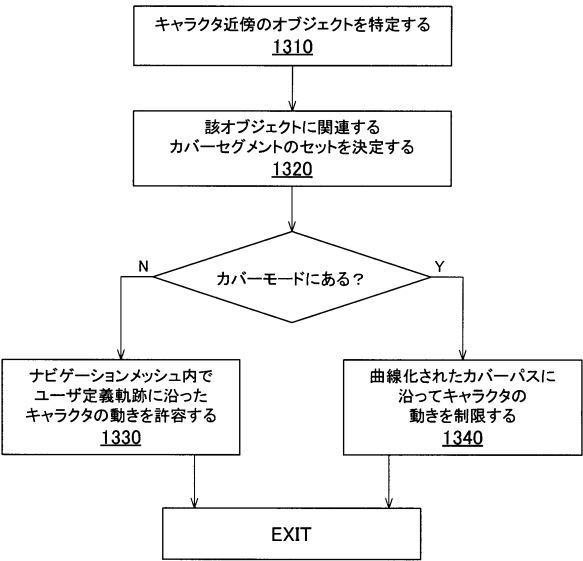 キャラクタ近傍のオブジェクトを特定する
1310
該オブジェクトに関連する
カバーセグメントのセットを決定する
1320
カバーモードにある？
N
Y
ナビゲーションメッシュ内で
ユーザ定義軌跡に沿った
キャラクタの動きを許容する
1330
曲線化されたカバーパスに
沿ってキャラクタの
動きを制限する
1340
EXIT